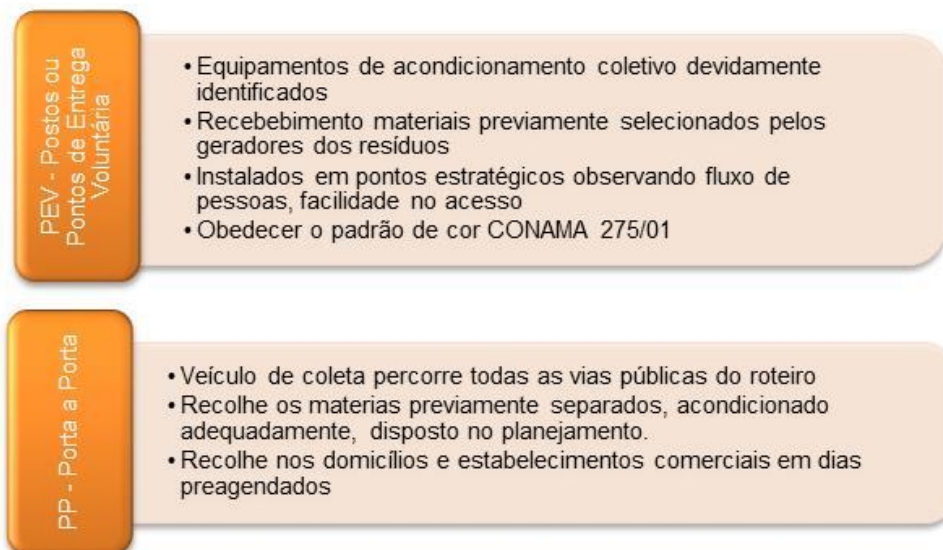 PEV - Postos ou
Pontos de Entrega
Voluntária
• Equipamentos de acondicionamento coletivo devidamente
identificados
• Recebebimento materiais previamente selecionados pelos
geradores dos resíduos
• Instalados em pontos estratégicos observando fluxo de
pessoas, facilidade no acesso
• Obedecer o padrão de cor CONAMA 275/01
PP - Porta a Porta
• Veículo de coleta percorre todas as vias públicas do roteiro
• Recolhe os materias previamente separados, acondicionado
adequadamente, disposto no planejamento.
• Recolhe nos domicílios e estabelecimentos comerciais em dias
preagendados